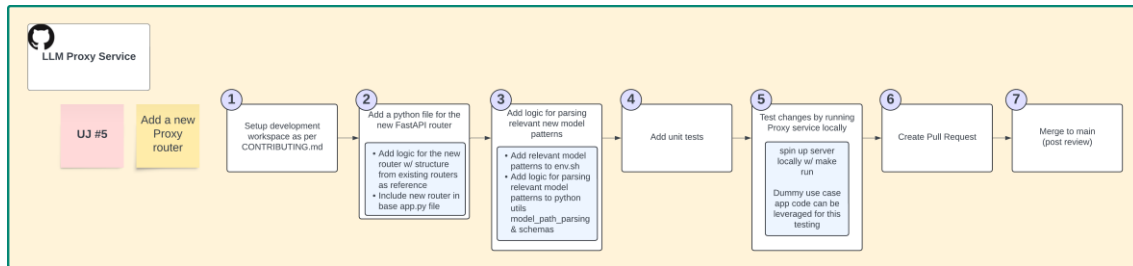 LLM Proxy Service
UJ #5
Add a new
Proxy
router
1
Setup development
workspace as per
CONTRIBUTING.md
2
Add a python file for the
new FastAPI router
• Add logic for the new
router w/ structure
from existing routers
as reference
• Include new router in
base app.py file
3
Add logic for parsing
relevant new model
patterns
• Add relevant model
patterns to env.sh
• Add logic for parsing
relevant model
patterns to python
utils
model_path_parsing
& schemas
4
Add unit tests
5
Test changes by running
Proxy service locally
spin up server
locally w/ make
run
Dummy use case
app code can be
leveraged for this
testing
6
Create Pull Request
7
Merge to main
(post review)